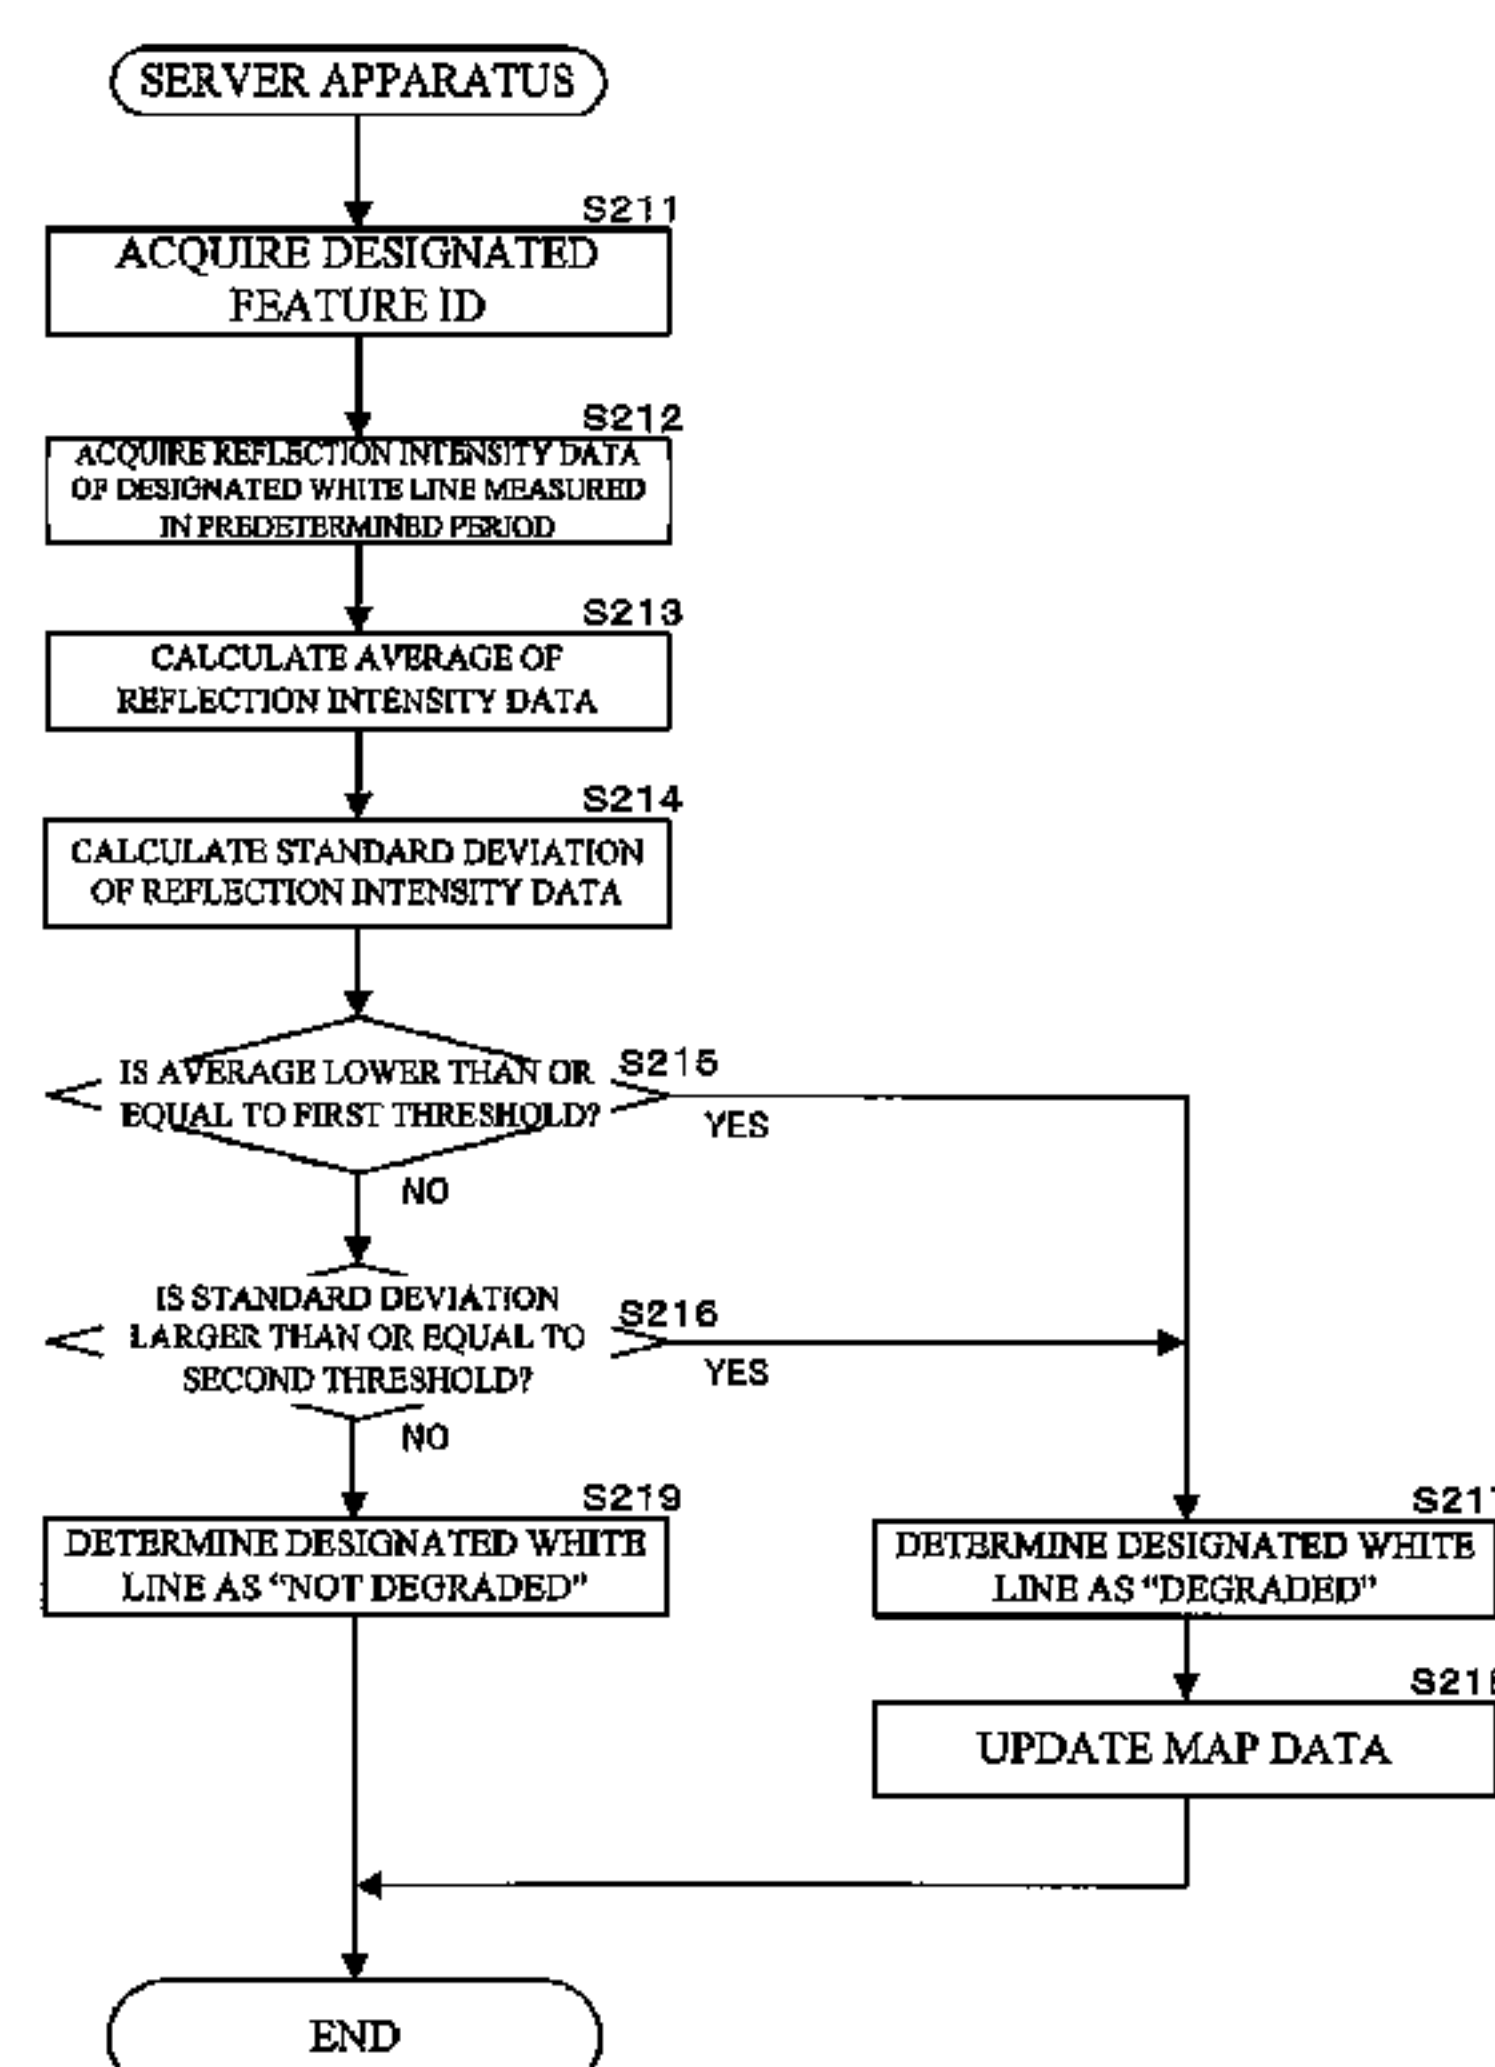 SERVER APPARATUS
S211
ACQUIRE DESIGNATED
FEATURE ID
S212
ACQUIRE REFLECTION INTENSITY DATA
OF DESIGNATED WHITE LINE MEASURED
IN PREDETERMINED PERIOD
S213
CALCULATE AVERAGE OF
REFLECTION INTENSITY DATA
S214
CALCULATE STANDARD DEVIATION
OF REFLECTION INTENSITY DATA
S215
IS AVERAGE LOWER THAN OR
EQUAL TO FIRST THRESHOLD?
YES
NO
S216
IS STANDARD DEVIATION
LARGER THAN OR EQUAL TO
SECOND THRESHOLD?
YES
NO
S219
DETERMINE DESIGNATED WHITE
LINE AS “NOT DEGRADED”
DETERMINE DESIGNATED WHITE
LINE AS “DEGRADED”
UPDATE MAP DATA
END